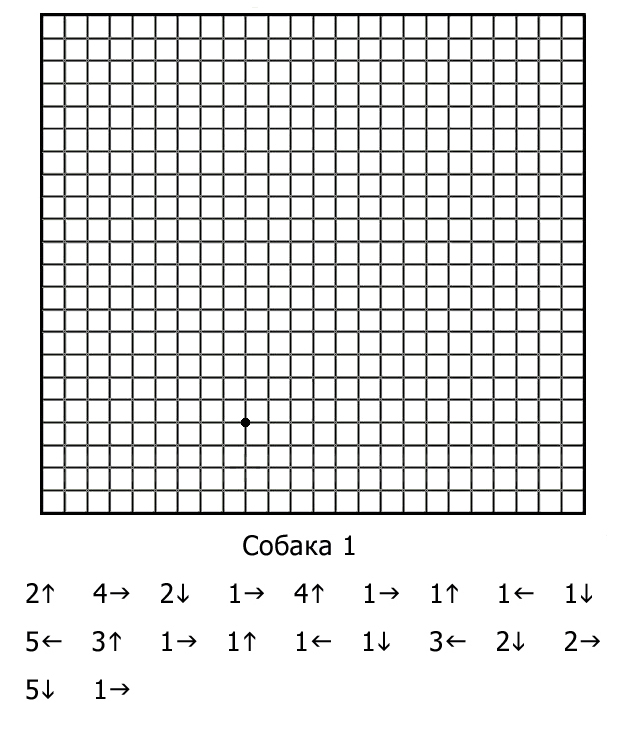 Собака 1
2↑ 4→ 2↓ 1→ 4↑ 1→ 1↑ 1← 1↓
5← 3↑ 1→ 1↑ 1← 1↓ 3← 2↓ 2→
5↓ 1→